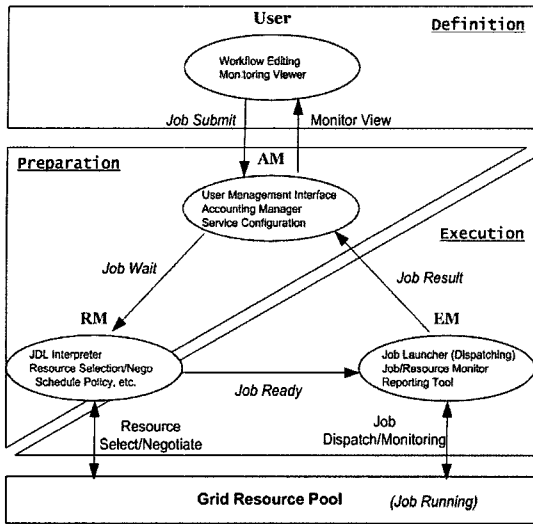 User
Definition
Workflow Editing
Monitoring Viewer
Job Submit
Monitor View
Preparation
AM
User Management Interface
Accounting Manager
Service Configuration
Execution
Job Wait
Job Result
RM
EM
JDL Interpreter
Resource Selection/Nego
Schedule Policy, etc.
Job Launcher (Dispatching)
Job/Resource Monitor
Reporting Tool
Job Ready
Resource
Select/Negotiate
Job
Dispatch/Monitoring
Grid Resource Pool
(Job Running)